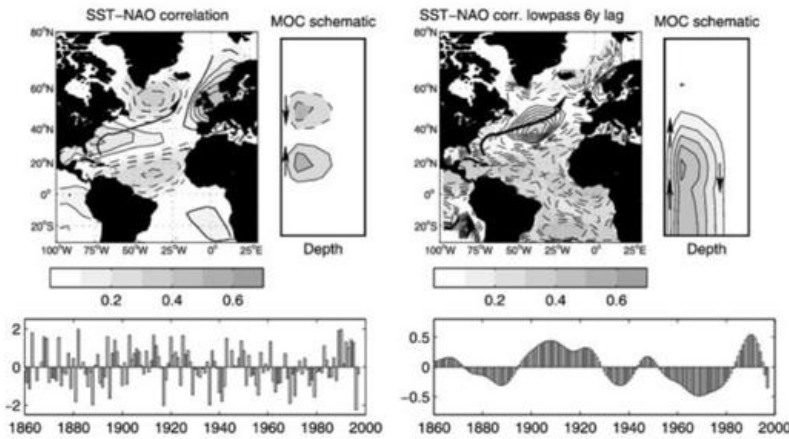 SST-NAO correlation
MOC schematic
80°N
60°N
40°N
20°N
0°
20°S
100°W 75°W 50°W 25°W 0° 25°E
Depth
0.2 0.4 0.6
2
0
-2
1860 1880 1900 1920 1940 1960 1980 2000
SST-NAO corr. lowpass 6y lag
MOC schematic
80°N
60°N
40°N
20°N
0°
20°S
100°W 75°W 50°W 25°W 0° 25°E
Depth
0.2 0.4 0.6
0.5
0
-0.5
1860 1880 1900 1920 1940 1960 1980 2000